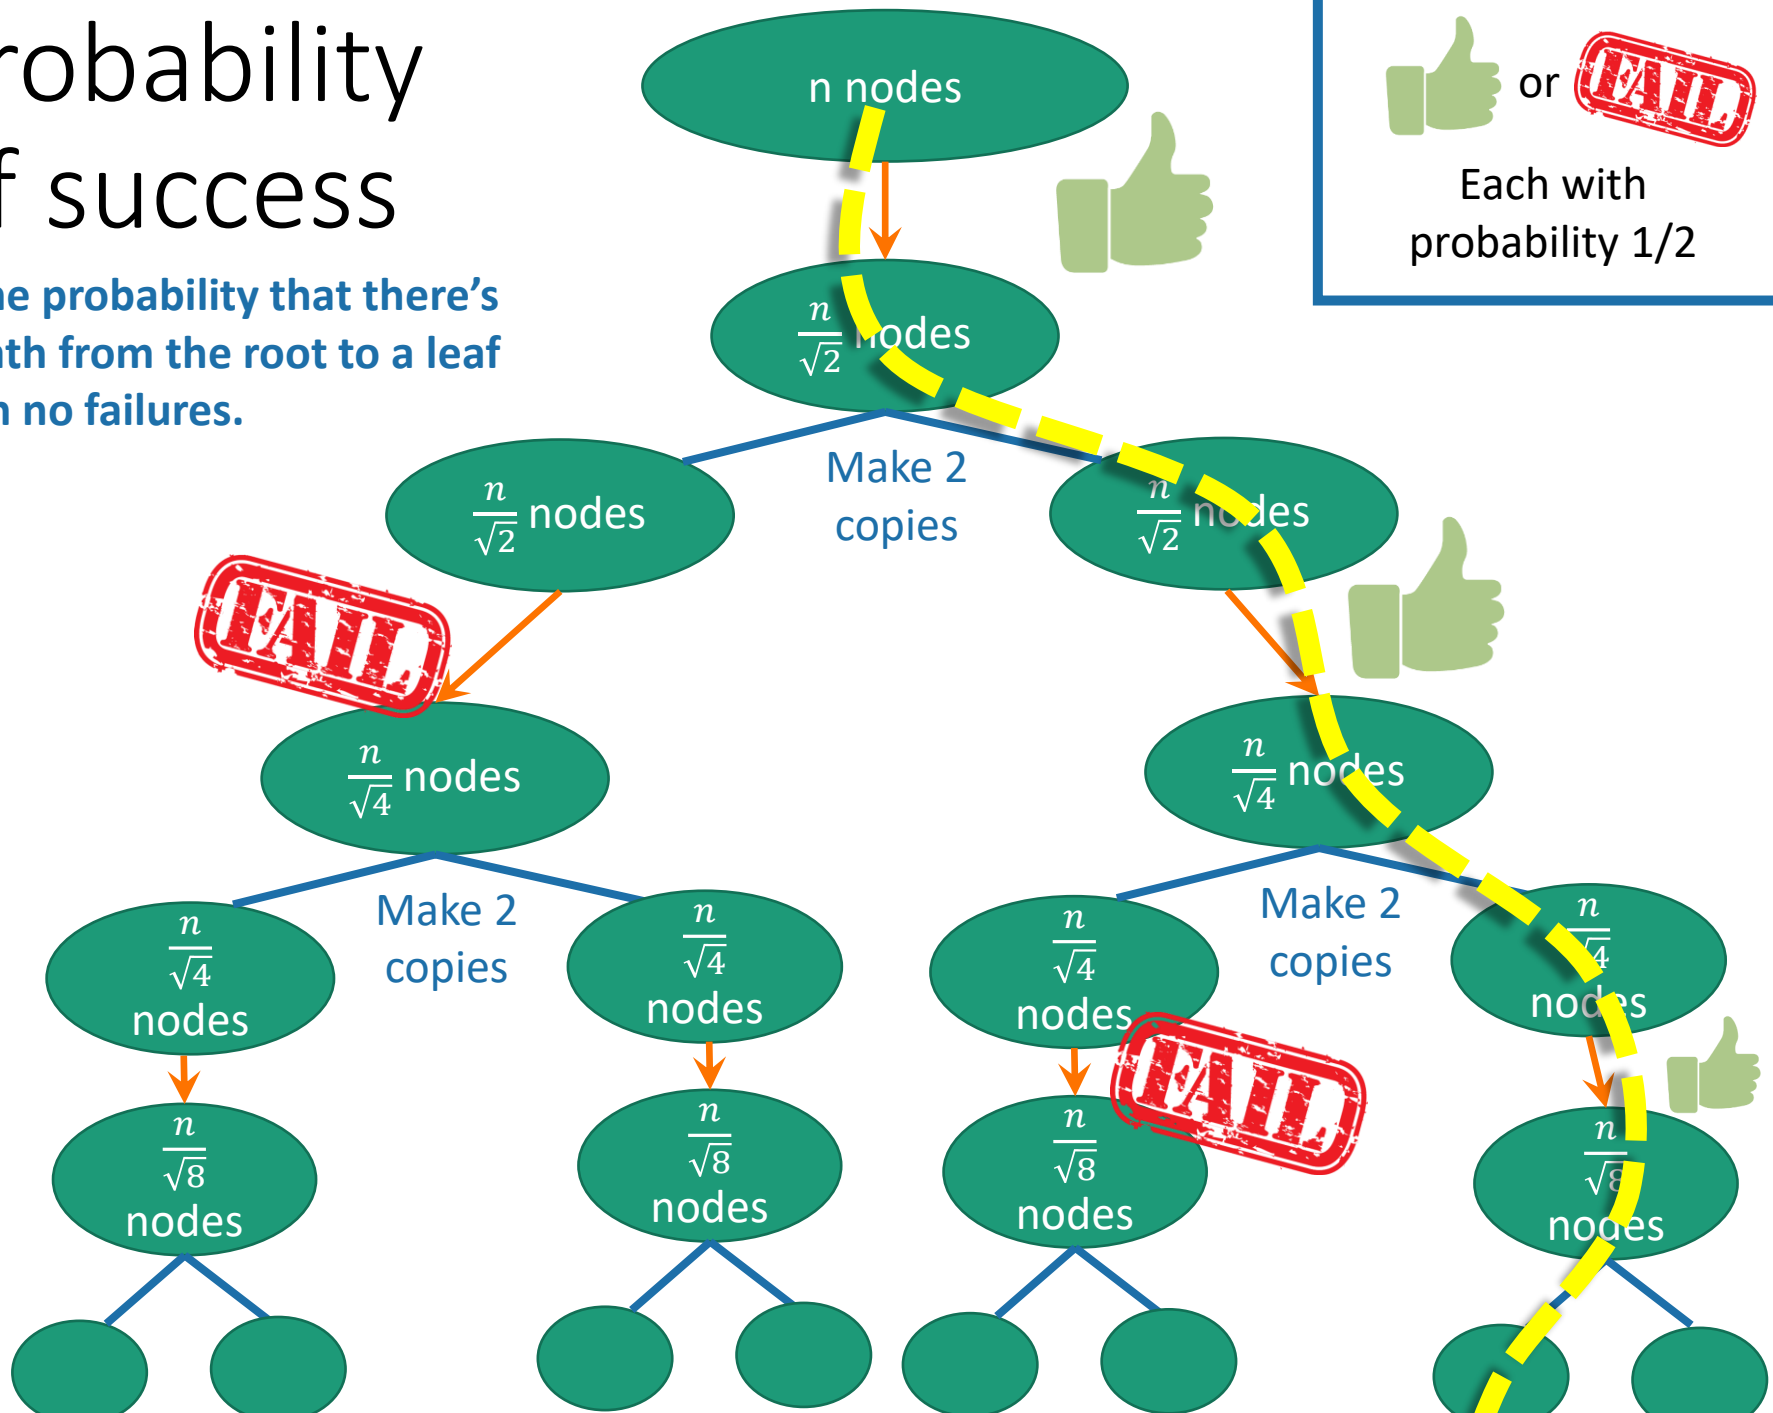 robability
f success
ne probability that there's
ath from the root to a leaf
n no failures.
n nodes
or FAIL
Each with
probability 1/2
n/√2 nodes
Make 2
copies
n/√2 nodes
n/√2 nodes
FAIL
n/√4 nodes
n/√4 nodes
Make 2
copies
Make 2
copies
n/√4
nodes
n/√4
nodes
n/√4
nodes
n/√4
nodes
FAIL
n/√8
nodes
n/√8
nodes
n/√8
nodes
n/√8
nodes